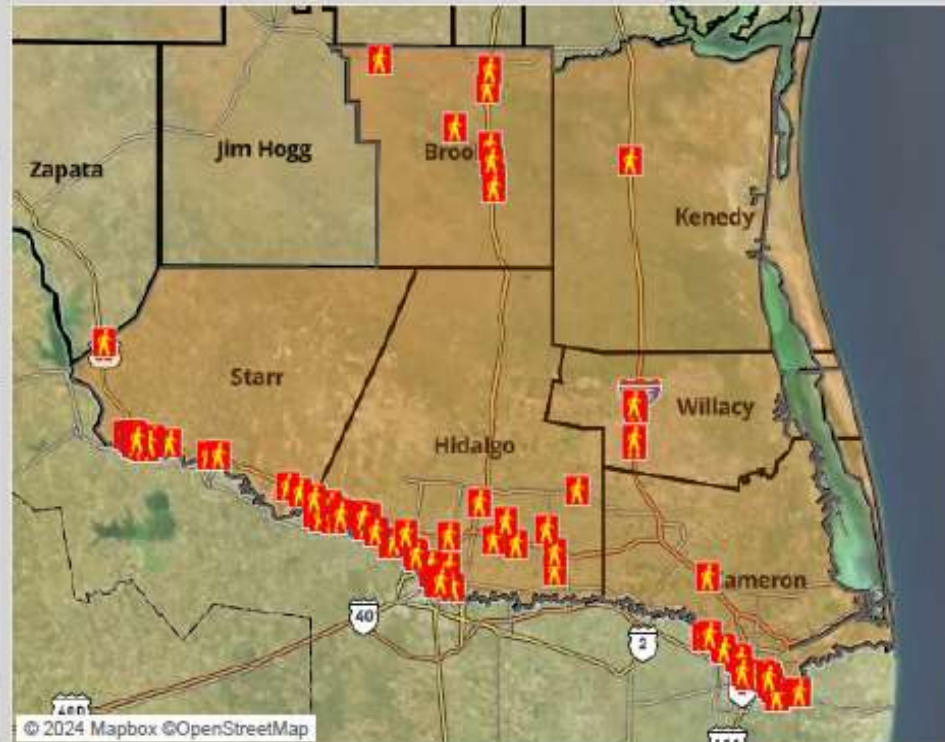 Jim Hogg
Brool
Zapata
Kenedy
Starr
Willacy
Hidalgo
ameron
40
2
© 2024 Mapbox ©OpenStreetMap